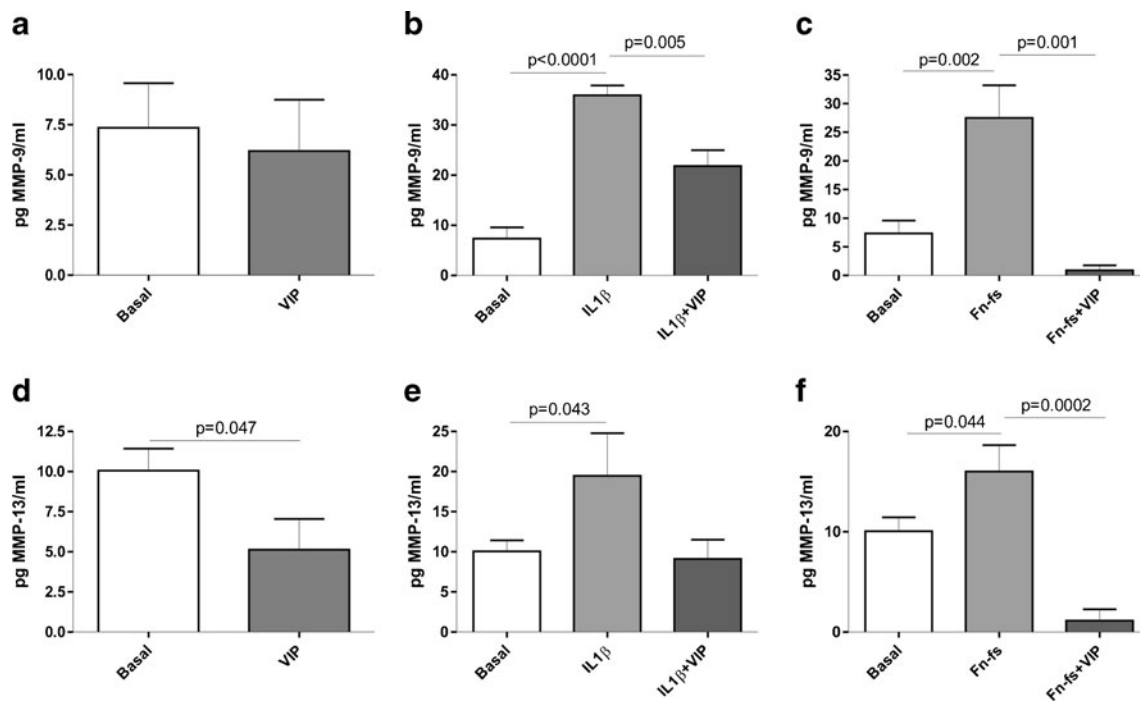 a
pg MMP-9/ml
10.0
7.5
5.0
2.5
0.0
Basal
VIP
b
p<0.0001
p=0.005
pg MMP-9/ml
40
30
20
10
0
Basal
IL1β
IL1β+VIP
c
p=0.002
p=0.001
pg MMP-9/ml
35
30
25
20
15
10
5
0
Basal
Fn-fs
Fn-fs+VIP
d
p=0.047
pg MMP-13/ml
12.5
10.0
7.5
5.0
2.5
0.0
Basal
VIP
e
p=0.043
pg MMP-13/ml
25
20
15
10
5
0
Basal
IL1β
IL1β+VIP
f
p=0.044
p=0.0002
pg MMP-13/ml
20
10
0
Basal
Fn-fs
Fn-fs+VIP